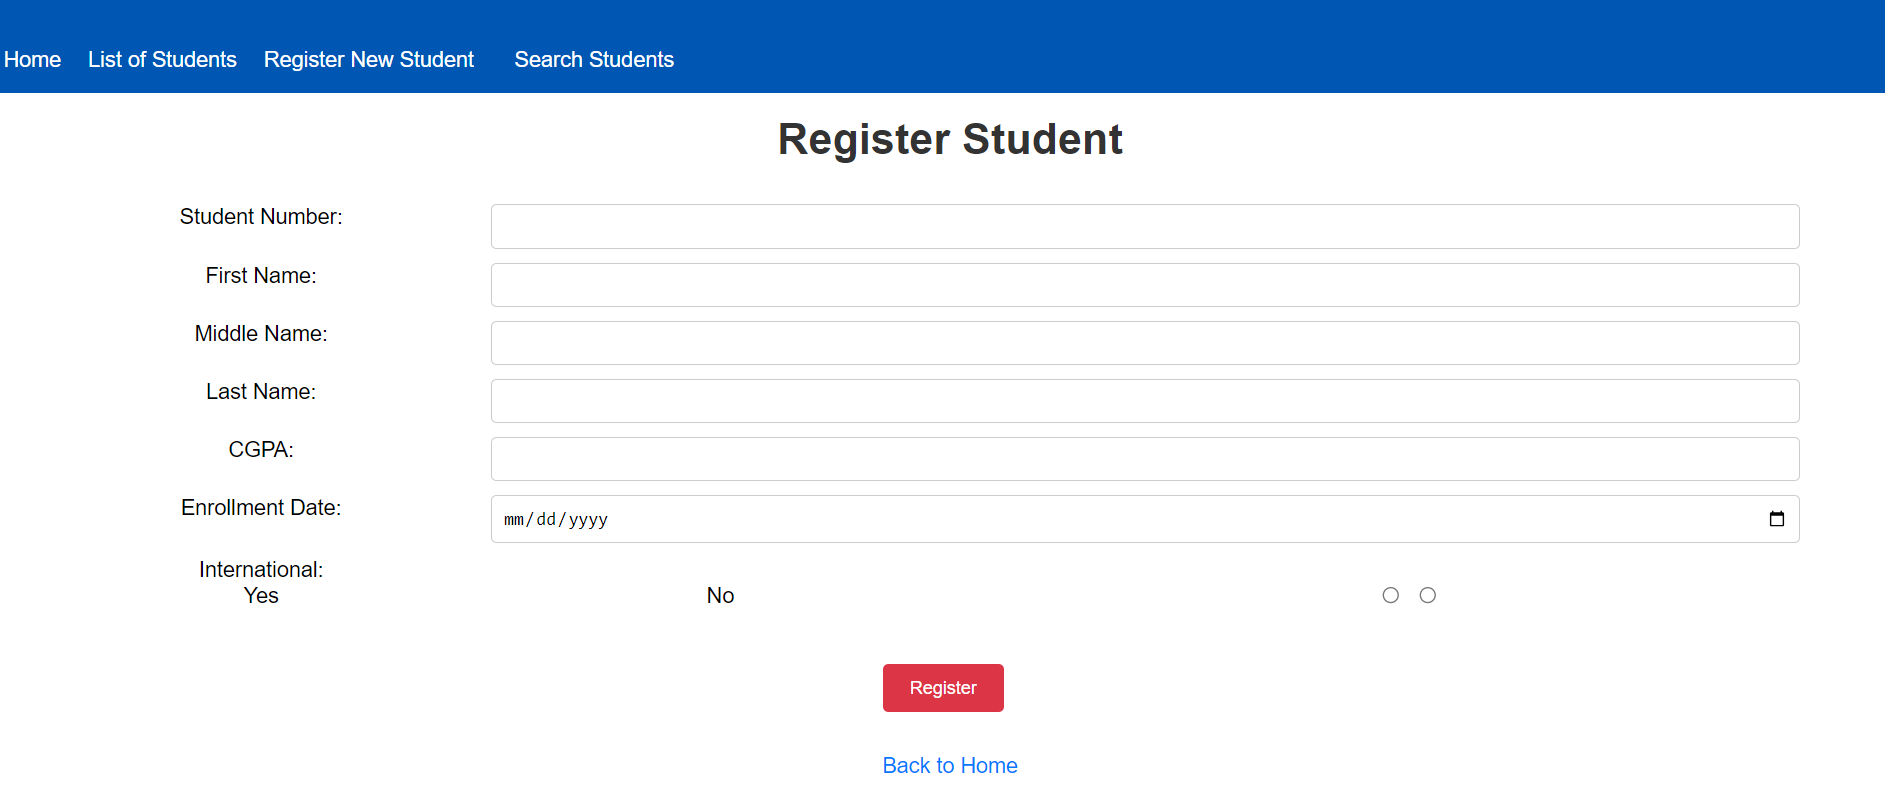 Home List of Students Register New Student Search Students
Register Student
Student Number:
First Name:
Middle Name:
Last Name:
CGPA:
Enrollment Date:
mm/dd/yyyy
International:
Yes No
Register
Back to Home